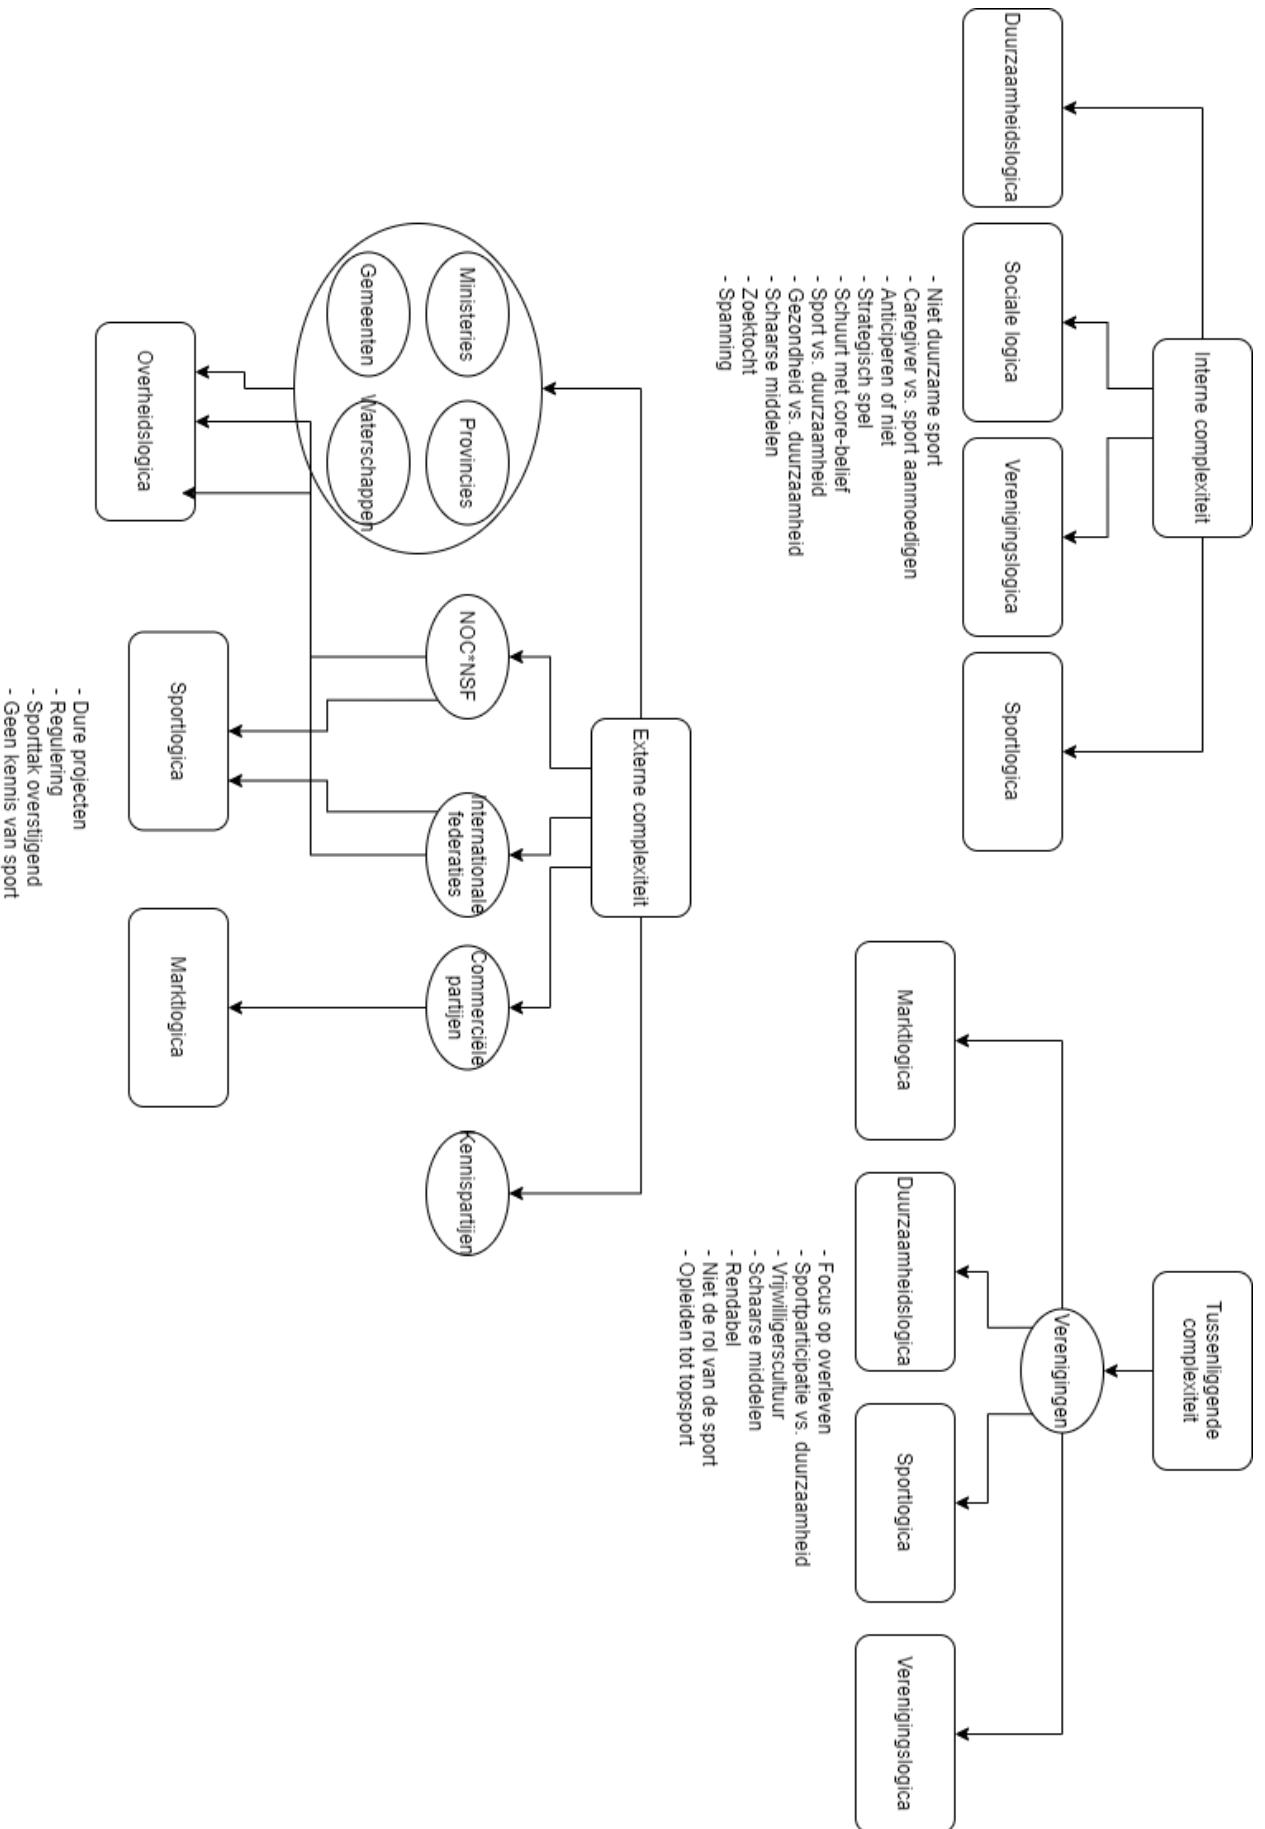 Interne complexiteit
Duurzaamheidslogica
Sociale logica
Verenigingslogica
Sportlogica
- Niet duurzame sport
- Caregiver vs. sport aanmoedigen
- Anticiperen of niet
- Strategisch spel
- Schuurt met core-belief
- Sport vs. duurzaamheid
- Gezondheid vs. duurzaamheid
- Schaarse middelen
- Zoektocht
- Spanning
Tussenliggende
complexiteit
Verenigingen
Marktlogica
Duurzaamheidslogica
Sportlogica
Verenigingslogica
- Focus op overleven
- Sportparticipatie vs. duurzaamheid
- Vrijwilligerscultuur
- Schaarse middelen
- Rendabel
- Niet de rol van de sport
- Opleiden tot topsport
Externe complexiteit
Ministeries
Provincies
Gemeenten
Waterschappen
NOC*NSF
Internationale
federaties
Commerciële
partijen
Kennispartijen
Overheidslogica
Sportlogica
Marktlogica
- Dure projecten
- Regulering
- Sporttak overstijgend
- Geen kennis van sport